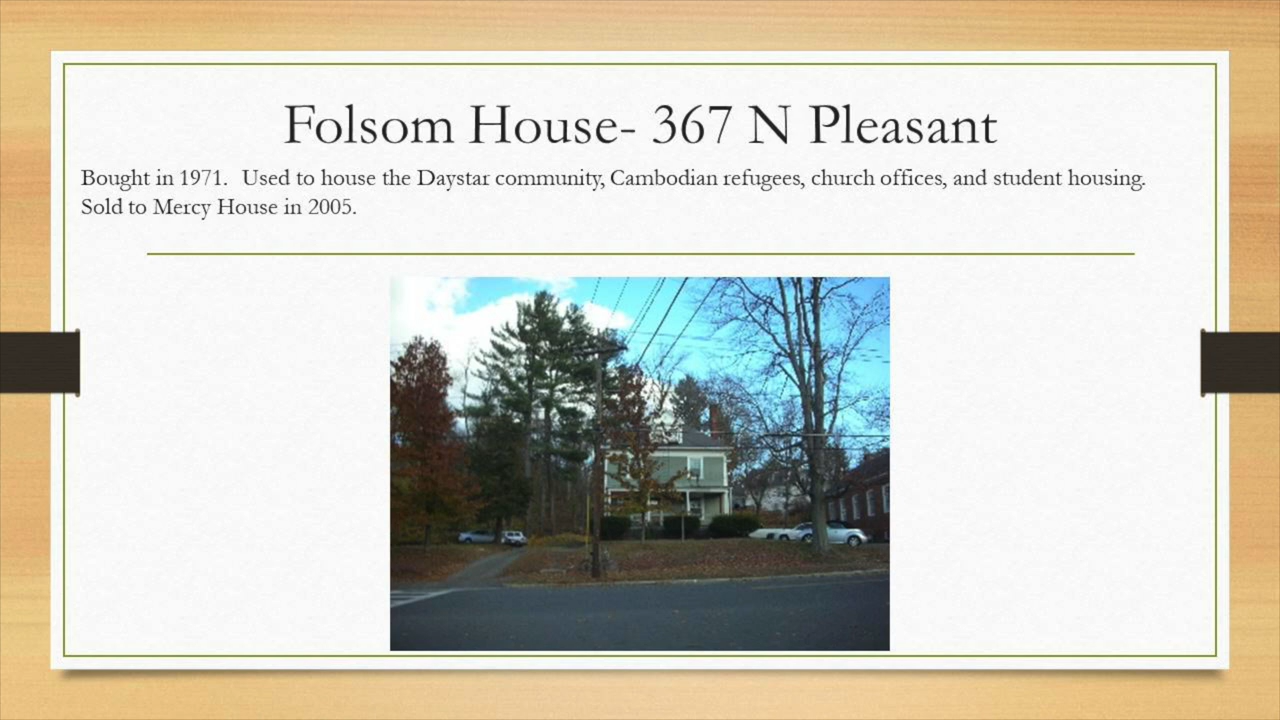 Folsom House- 367 N Pleasant
Bought in 1971.  Used to house the Daystar community, Cambodian refugees, church offices, and student housing.
Sold to Mercy House in 2005.